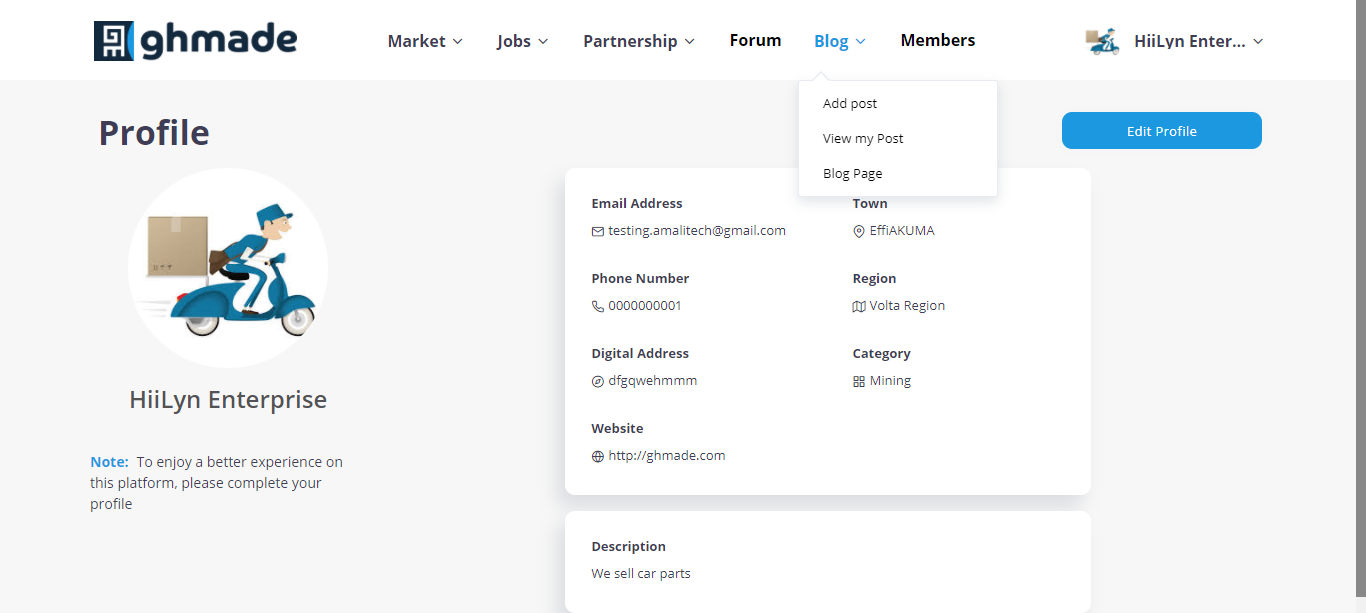 ghmade
Market Jobs Partnership Forum Blog Members HiiLyn Enter...
Add post
View my Post
Blog Page
Profile
Edit Profile
HiiLyn Enterprise
Note: To enjoy a better experience on
this platform, please complete your
profile
Email Address
testing.amalitech@gmail.com
Town
EffiAKUMA
Phone Number
0000000001
Region
Volta Region
Digital Address
dfgqwehmmm
Category
Mining
Website
http://ghmade.com
Description
We sell car parts